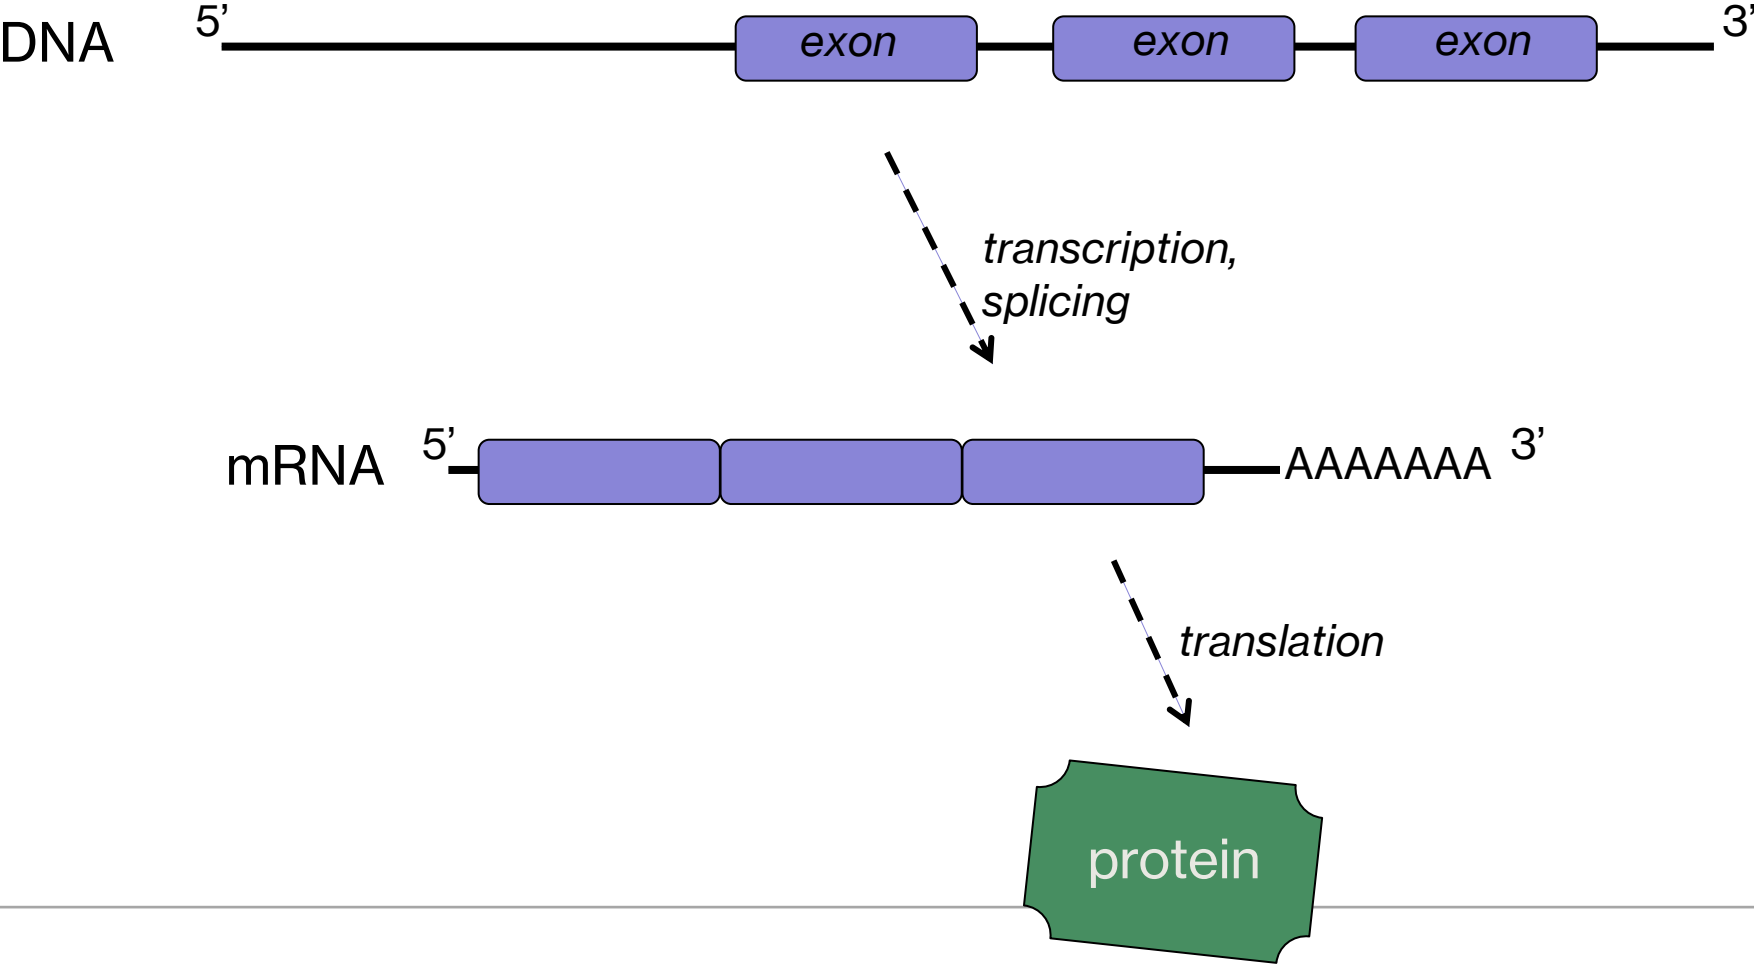 DNA 5’ exon exon exon 3’
transcription,
splicing
mRNA 5’ AAAAAAA 3’
translation
protein